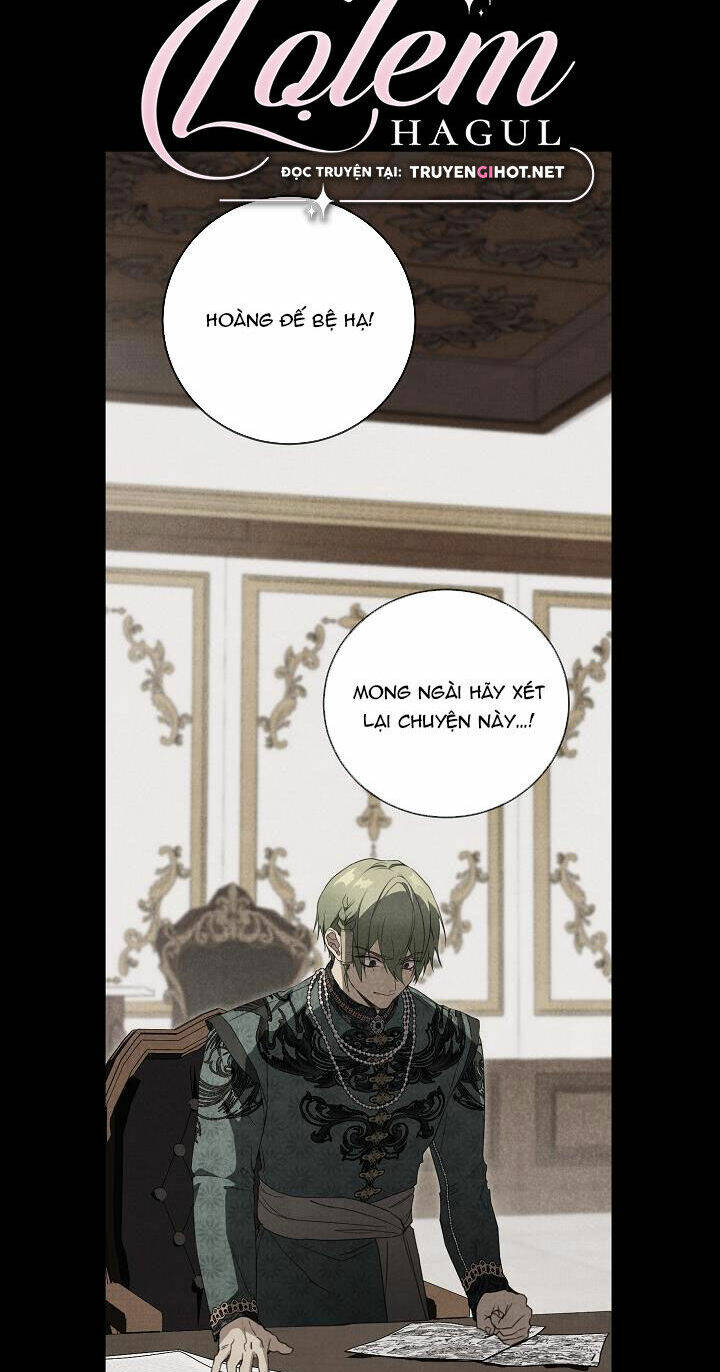 Lọlem
HAGUL
ĐỌC TRUYỆN TẠI: TRUYENGIHOT.NET
HOÀNG ĐẾ BỆ HẠ!
MONG NGÀI HÃY XÉT
LẠI CHUYỆN NÀY...!